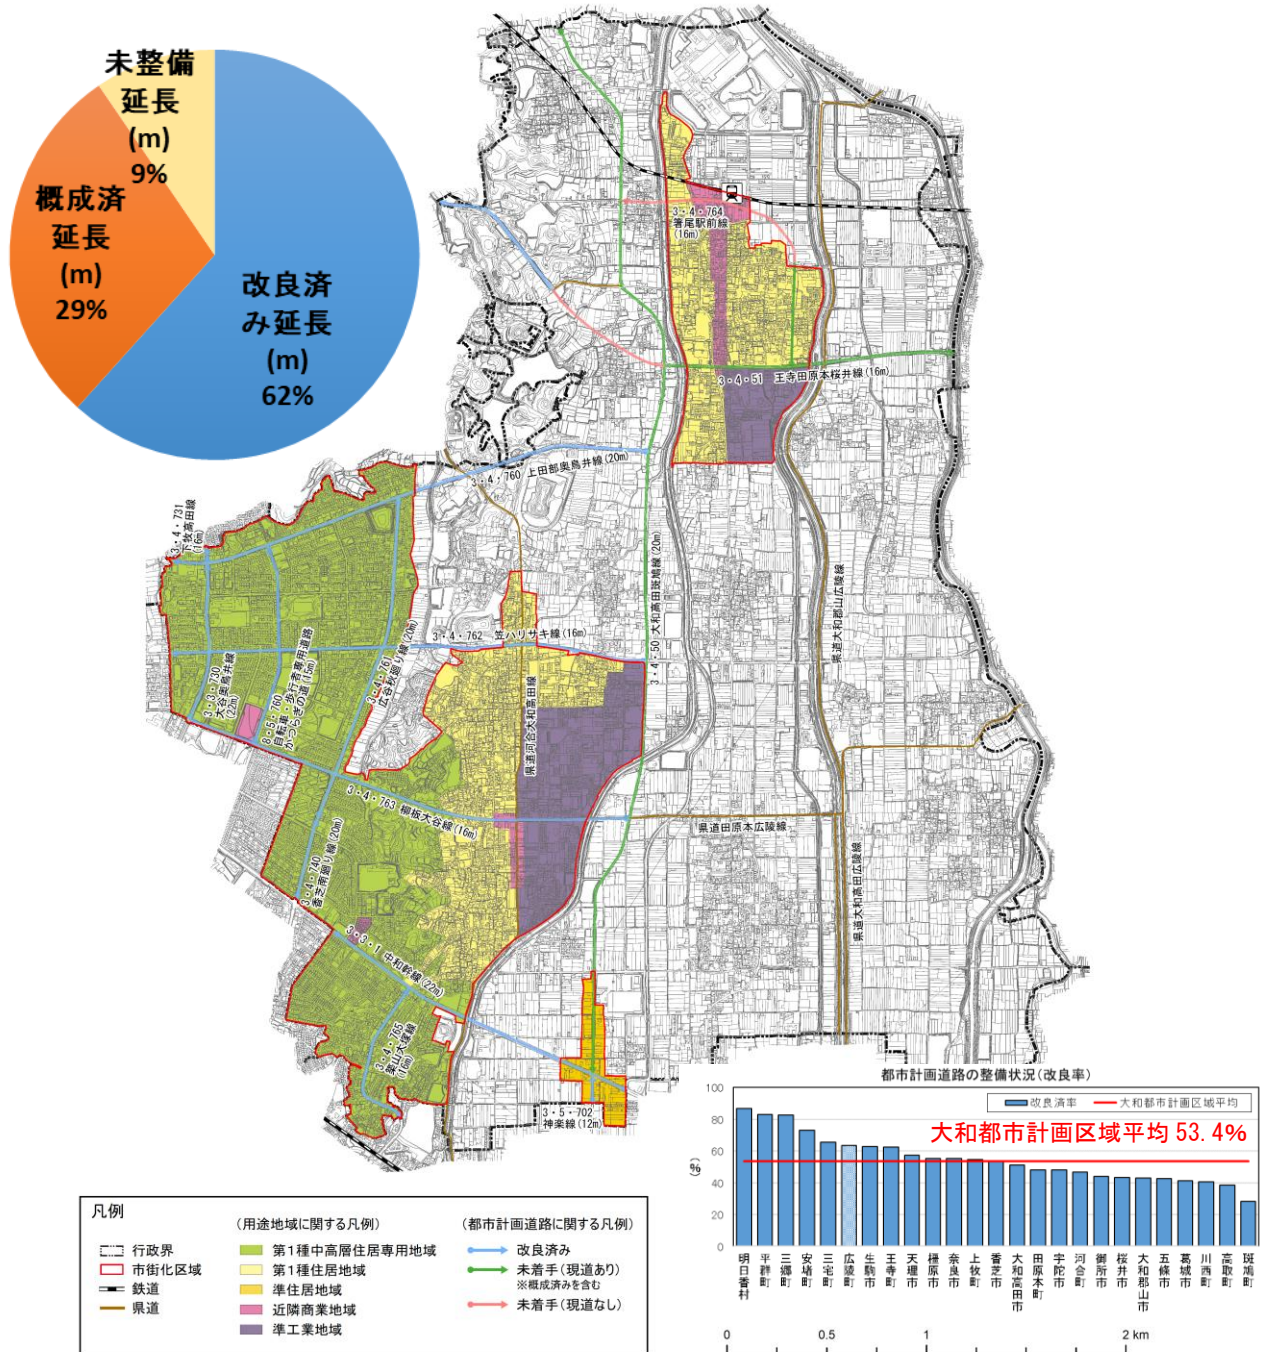 未整備
延長
(m)
9%
概成済
延長
(m)
29%
改良済
み延長
(m)
62%
3・4・764
箸尾駅前線
(16m)
3・4・51 王寺田原本桜井線(16m)
3・4・760 上田部奥鳥井線(20m)
3・4・731
下牧高田線
(16m)
3・4・50 大和高田斑鳩線(20m)
県道大和郡山広陵線
3・4・762 笠ハリサキ線(16m)
3・4・761
広谷秋廻り線(20m)
3・3・730
大谷奥鳥井線
(22m)
8・5・760
自転車・歩行者専用道路
かつらぎの道(15m)
県道河合大和高田線
3・4・763 櫛板大谷線(16m)
県道田原本広陵線
3・4・740
香芝南廻り線(20m)
県道大和高田広陵線
3・3・1 中和幹線(22m)
3・4・765
築山大塚線
(16m)
3・5・702
神楽線(12m)
都市計画道路の整備状況(改良率)
改良済率
大和都市計画区域平均
大和都市計画区域平均 53.4%
(%)
100
80
60
40
20
0
明日香村
平群町
三郷町
安堵町
三宅町
広陵町
生駒市
王寺町
天理市
橿原市
奈良市
上牧町
香芝市
大和高田市
田原本町
宇陀市
河合町
御所市
桜井市
大和郡山市
五條市
葛城市
川西町
高取町
斑鳩町
凡例
行政界
市街化区域
鉄道
県道
(用途地域に関する凡例)
第1種中高層住居専用地域
第1種住居地域
準住居地域
近隣商業地域
準工業地域
(都市計画道路に関する凡例)
改良済み
未着手(現道あり)
※概成済みを含む
未着手(現道なし)
0 0.5 1 2 km